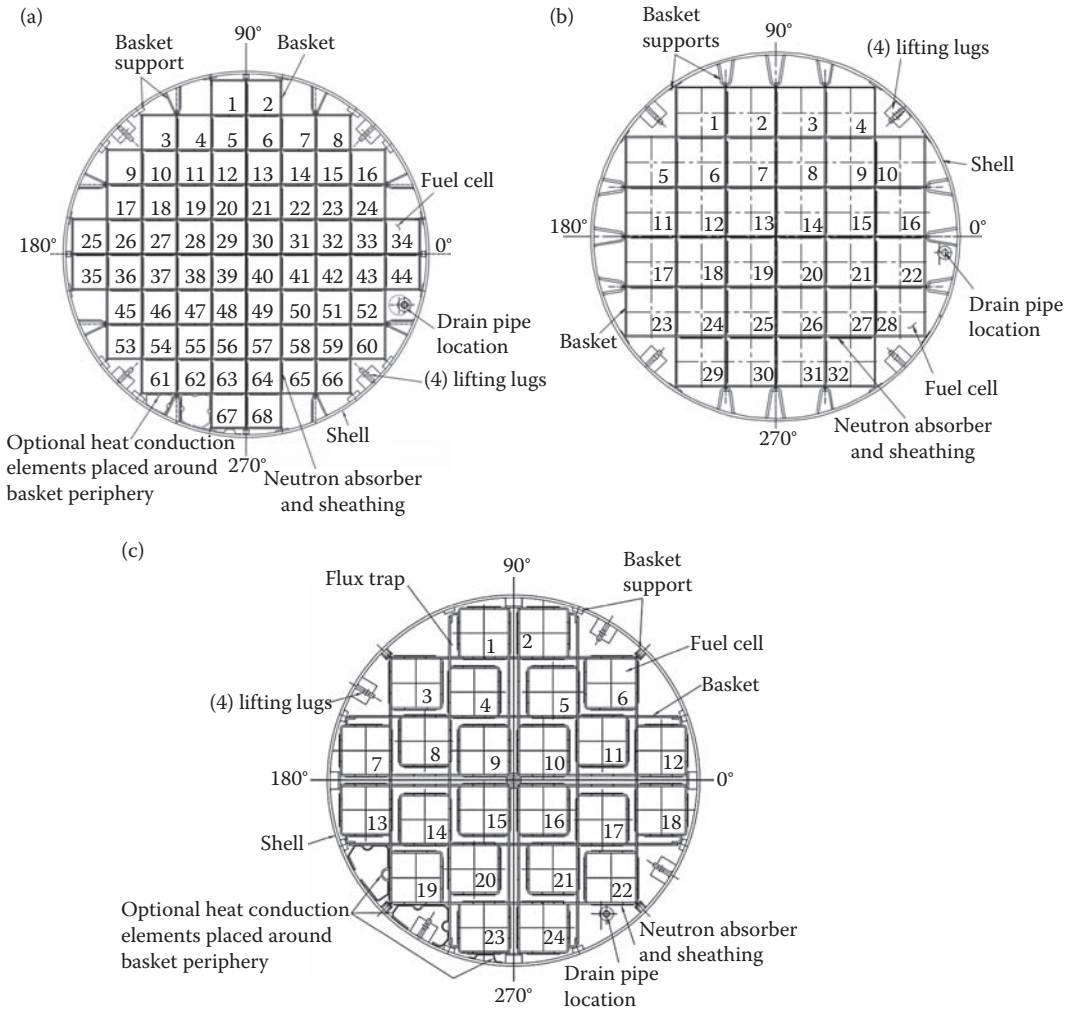 (a)
90°
Basket
support
Basket
1 2
3 4 5 6 7 8
9 10 11 12 13 14 15 16
Fuel cell
17 18 19 20 21 22 23 24
180° 25 26 27 28 29 30 31 32 33 34 0°
35 36 37 38 39 40 41 42 43 44
45 46 47 48 49 50 51 52
Drain pipe
location
53 54 55 56 57 58 59 60
61 62 63 64 65 66
(4) lifting lugs
67 68
Shell
Optional heat conduction
elements placed around
basket periphery
270°
Neutron absorber
and sheathing
(b)
90°
Basket
supports
(4) lifting lugs
1 2 3 4
Shell
5 6 7 8 9 10
180° 11 12 13 14 15 16 0°
17 18 19 20 21 22
Drain pipe
location
23 24 25 26 27 28
Basket
29 30 31 32
Fuel cell
Neutron absorber
and sheathing
270°
(c)
90°
Flux trap
Basket
support
1 2
Fuel cell
3 4 5 6
Basket
(4) lifting lugs
7 8 9 10 11 12
180° 0°
13 14 15 16 17 18
Shell
19 20 21 22
Optional heat conduction
elements placed around
basket periphery
23 24
Neutron absorber
and sheathing
Drain pipe
location
270°